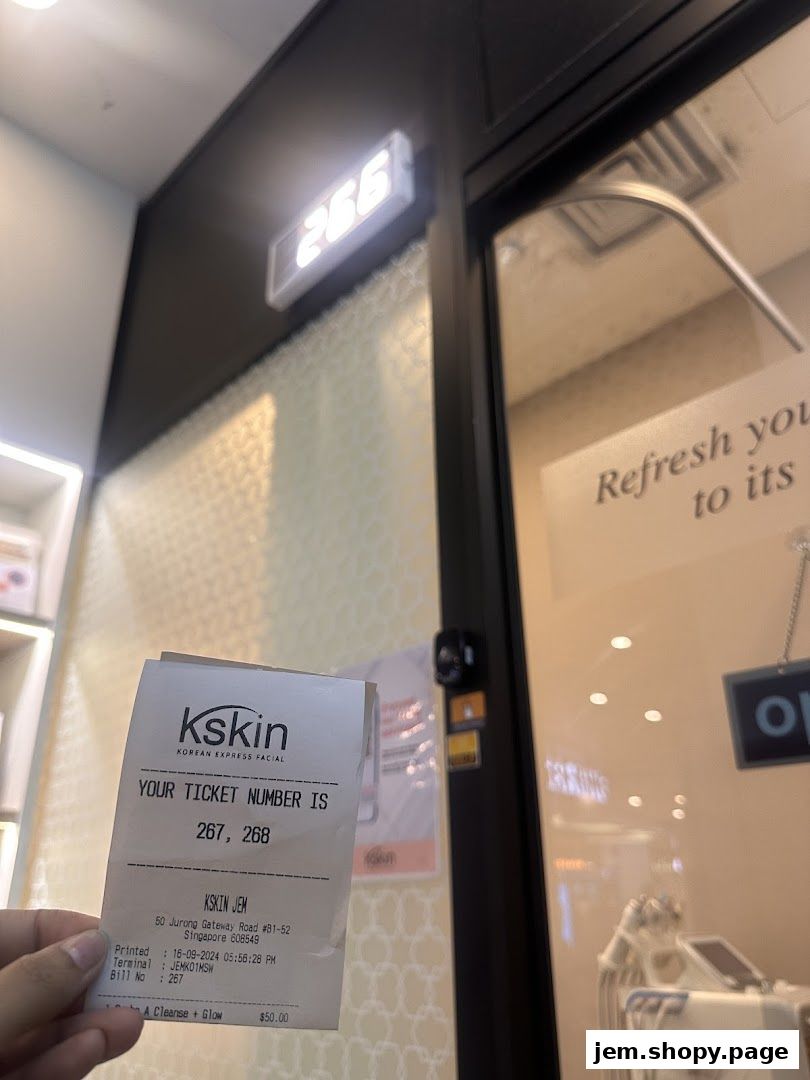 266
Refresh you
to its
Kskin
KOREAN EXPRESS FACIAL
YOUR TICKET NUMBER IS
267, 268
KSKIN JEM
50 Jurong Gateway Road #B1-52
Singapore 608549
Printed : 16-09-2024 05:56:28 PM
Terminal : JEMKO1MSW
Bill No : 267
A Cleanse + Glow $50.00
kskin
jem.shopy.page